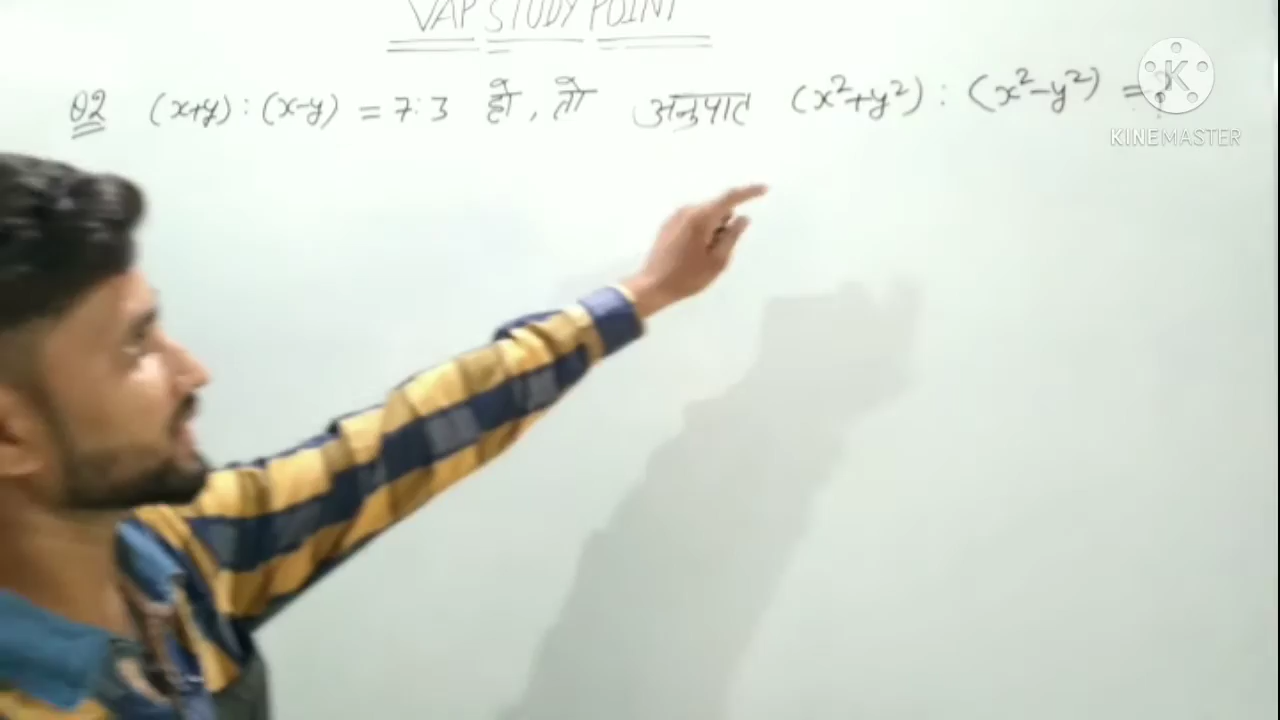 VAP STUDY POINT
Q2 (x+y) : (x-y) = 7:3 हो, तो अनुपात (x²+y²) : (x²-y²) = ?
KINEMASTER